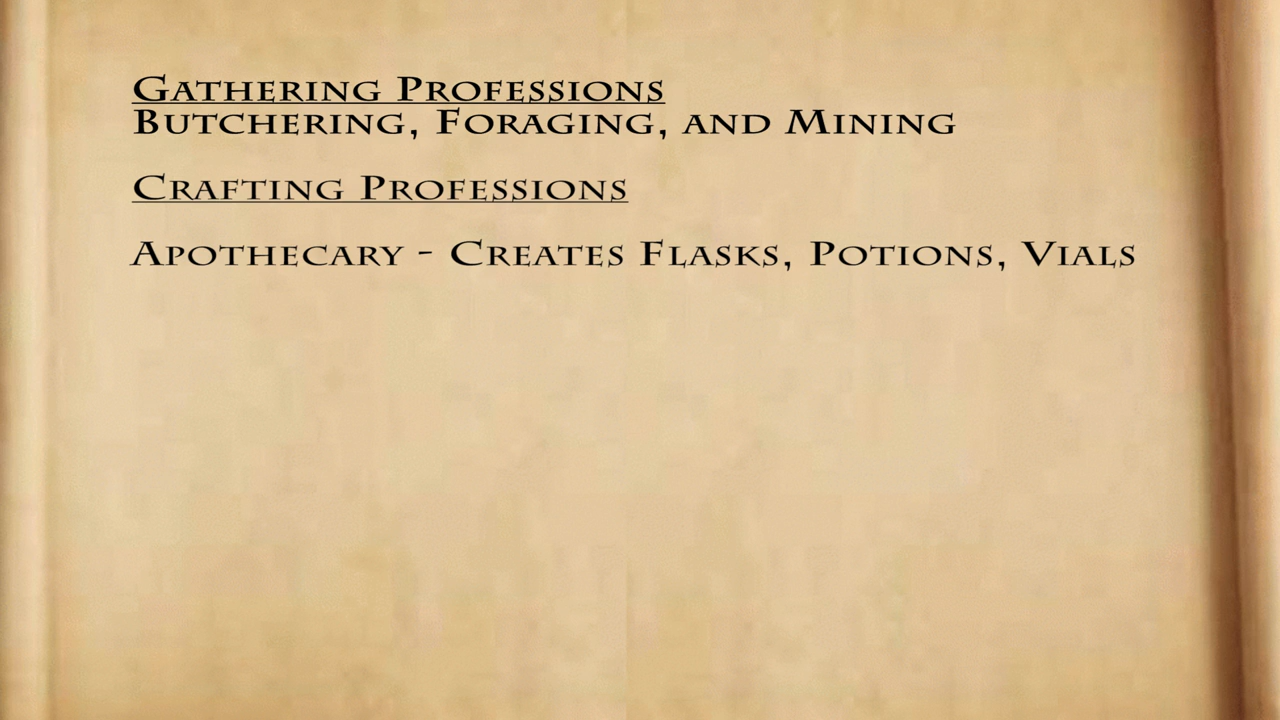 Gathering Professions
Butchering, Foraging, and Mining
Crafting Professions
Apothecary - Creates Flasks, Potions, Vials